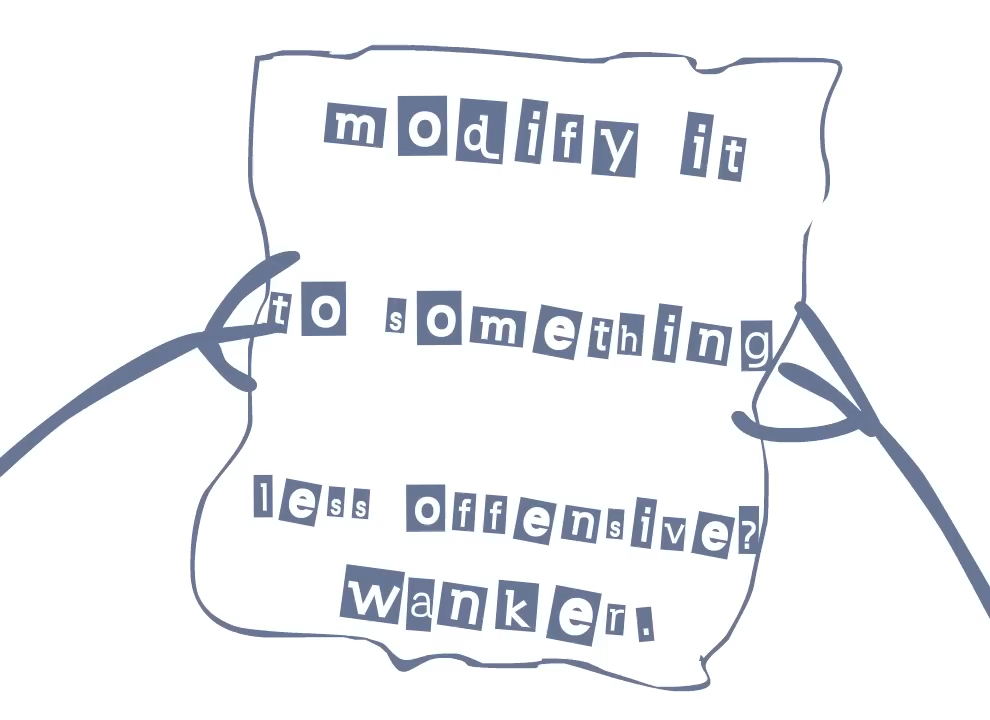 modify it
to something
less offensive?
wanker.